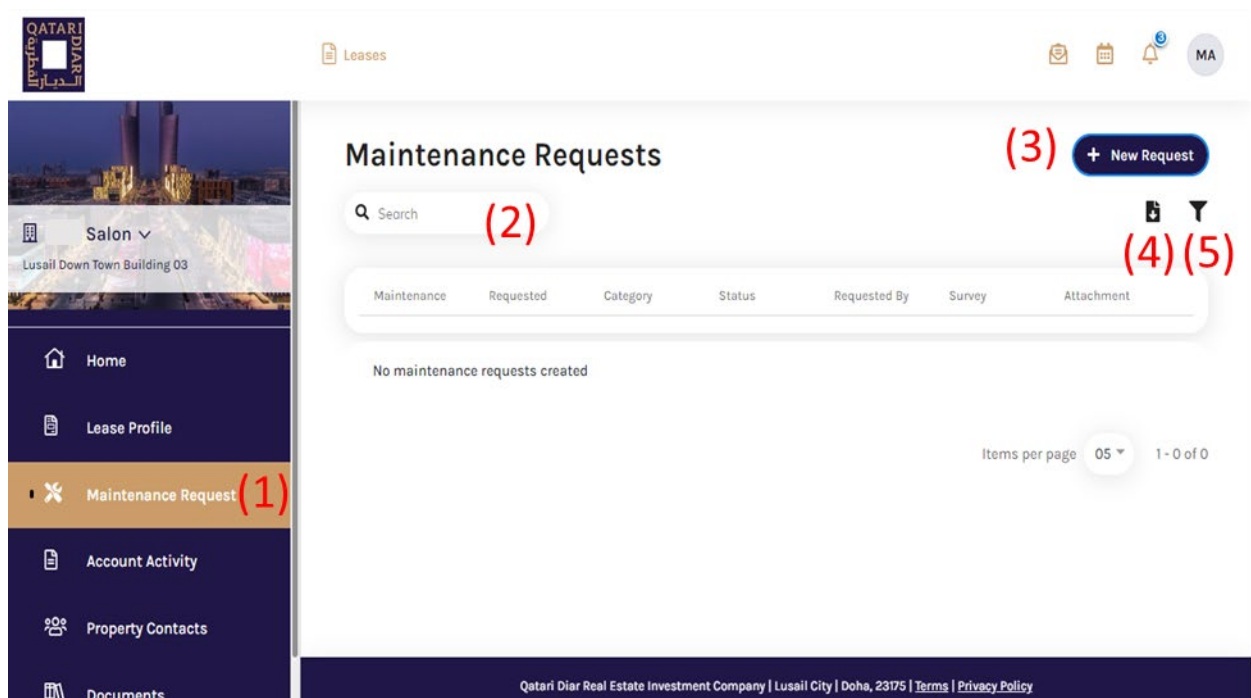 QATARI
DIAR
الديار
القطرية
Leases
3
MA
Salon
Lusail Down Town Building 03
Home
Lease Profile
Maintenance Request (1)
Account Activity
Property Contacts
Documents
Maintenance Requests
(3) + New Request
Search (2)
(4) (5)
Maintenance Requested Category Status Requested By Survey Attachment
No maintenance requests created
Items per page 05 1 - 0 of 0
Qatari Diar Real Estate Investment Company | Lusail City | Doha, 23175 | Terms | Privacy Policy